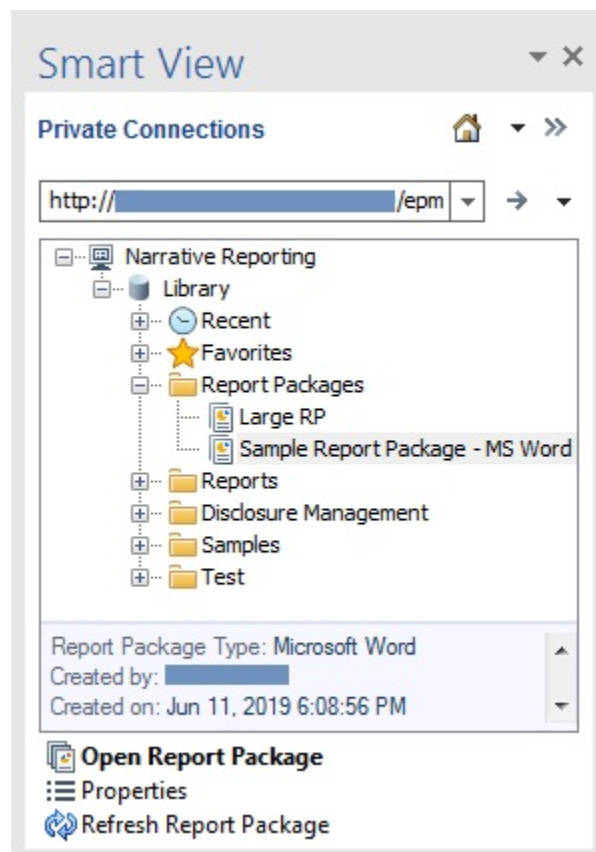 Smart View
Private Connections
http:// /epm
Narrative Reporting
Library
Recent
Favorites
Report Packages
Large RP
Sample Report Package - MS Word
Reports
Disclosure Management
Samples
Test
Report Package Type: Microsoft Word
Created by:
Created on: Jun 11, 2019 6:08:56 PM
Open Report Package
Properties
Refresh Report Package